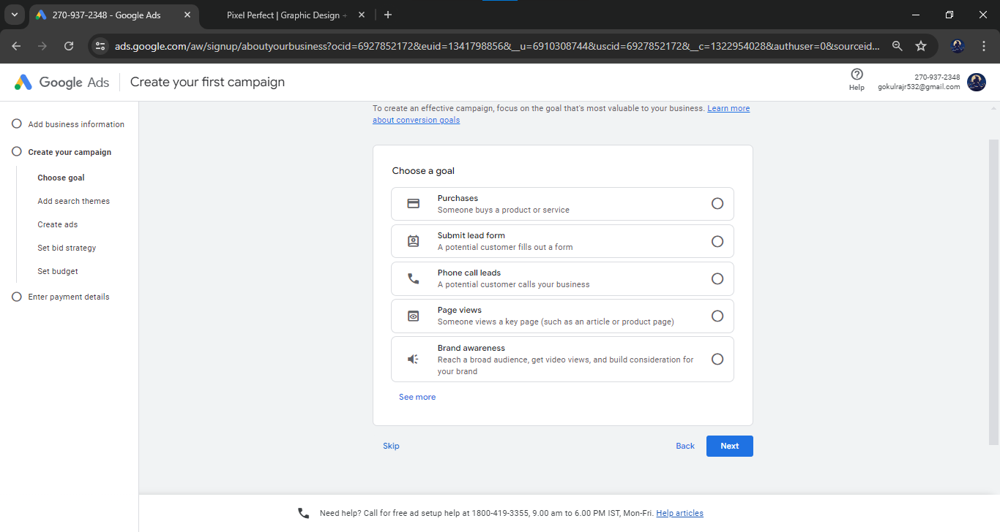 270-937-2348 - Google Ads
Pixel Perfect | Graphic Design +
ads.google.com/aw/signup/aboutyourbusiness?ocid=6927852172&euid=1341798856&__u=6910308744&uscid=6927852172&__c=1322954028&authuser=0&sourceid...
Google Ads
Create your first campaign
Help
270-937-2348
gokulrajr532@gmail.com
Add business information
Create your campaign
Choose goal
Add search themes
Create ads
Set bid strategy
Set budget
Enter payment details
To create an effective campaign, focus on the goal that's most valuable to your business. Learn more
about conversion goals
Choose a goal
Purchases
Someone buys a product or service
Submit lead form
A potential customer fills out a form
Phone call leads
A potential customer calls your business
Page views
Someone views a key page (such as an article or product page)
Brand awareness
Reach a broad audience, get video views, and build consideration for
your brand
See more
Skip
Back
Next
Need help? Call for free ad setup help at 1800-419-3355, 9.00 am to 6.00 PM IST, Mon-Fri. Help articles